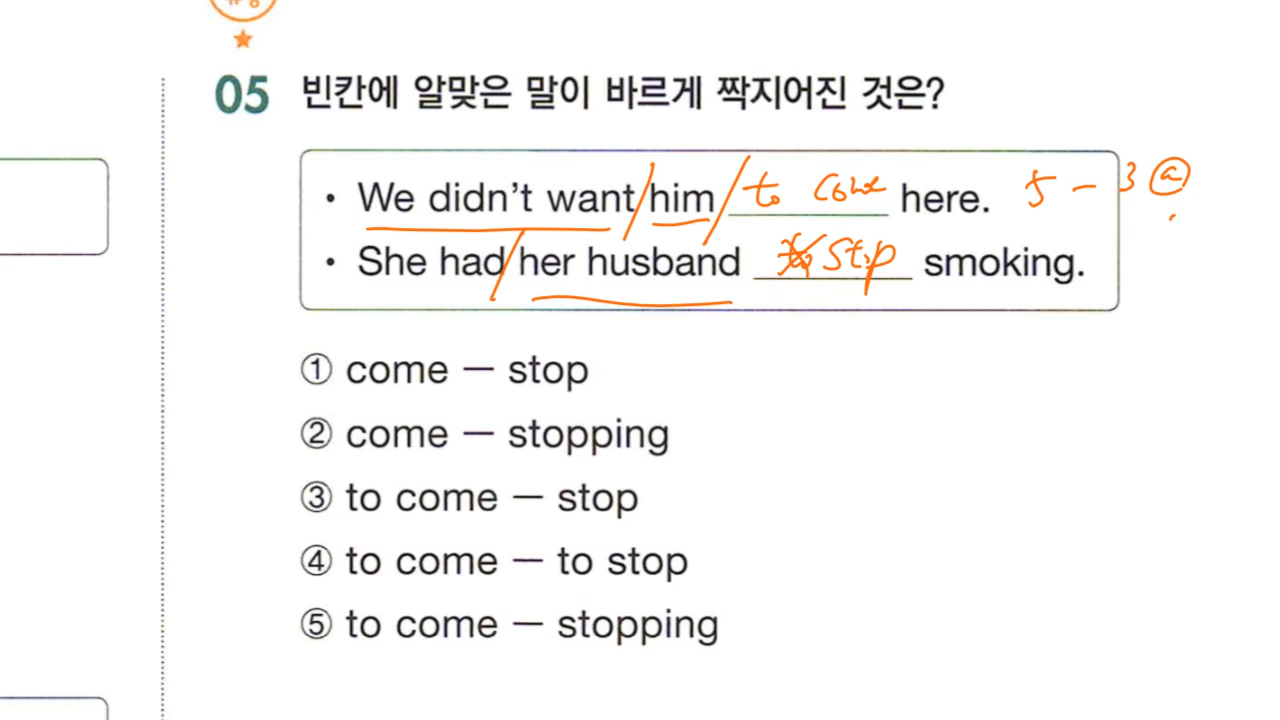 05 빈칸에 알맞은 말이 바르게 짝지어진 것은?
• We didn't want / him / to come here. 5 - 3 ⓐ
• She had / her husband stop smoking.
① come — stop
② come — stopping
③ to come — stop
④ to come — to stop
⑤ to come — stopping